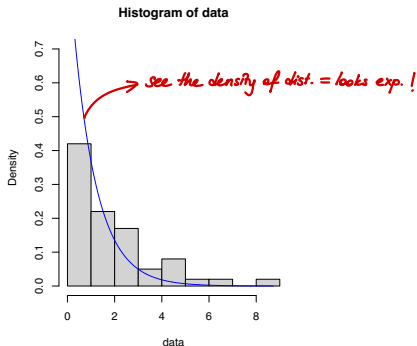 Histogram of data
see the density of dist. = looks exp. !
0.7
0.6
0.5
0.4
0.3
0.2
0.1
0.0
Density
0 2 4 6 8
data